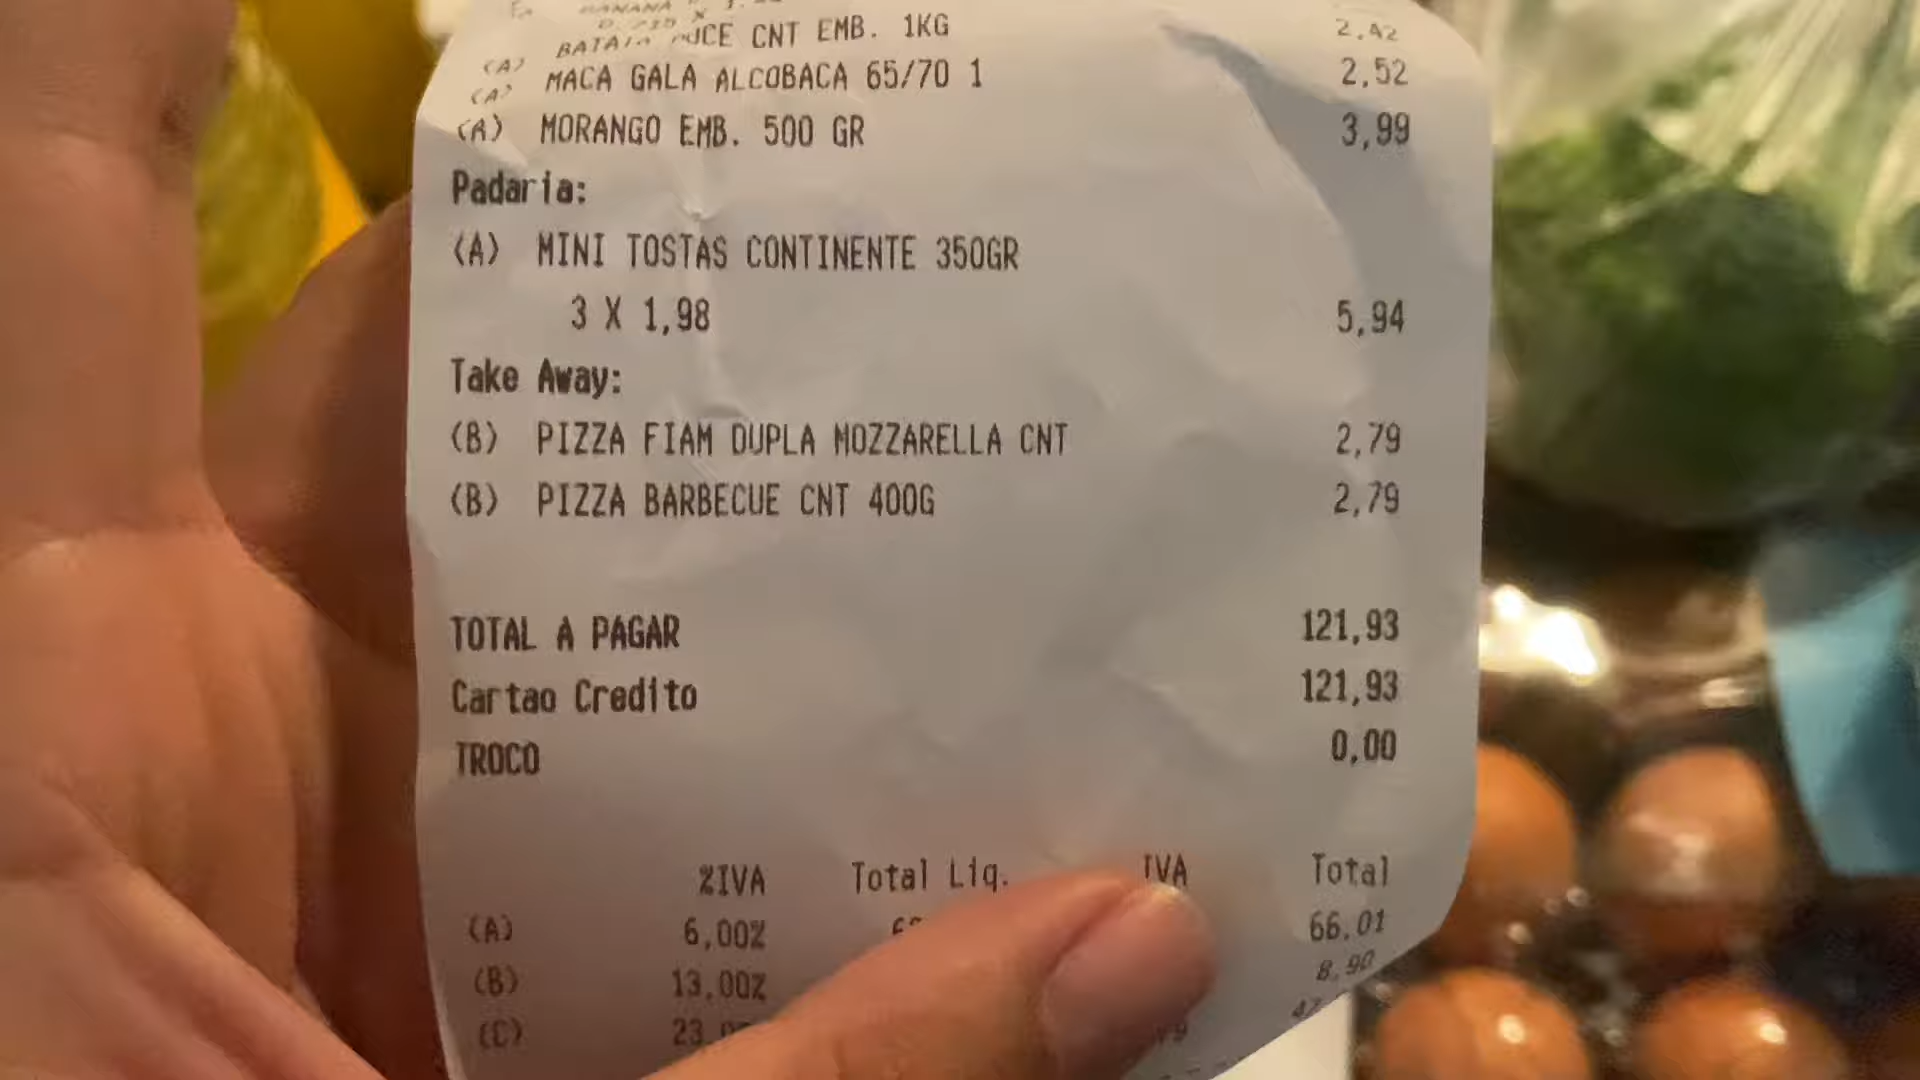 BANANA
BATATA DOCE CNT EMB. 1KG 2,42
(A) MACA GALA ALCOBACA 65/70 1 2,52
(A)
(A) MORANGO EMB. 500 GR 3,99
Padaria:
(A) MINI TOSTAS CONTINENTE 350GR
3 X 1,98 5,94
Take Away:
(B) PIZZA FIAM DUPLA MOZZARELLA CNT 2,79
(B) PIZZA BARBECUE CNT 400G 2,79
TOTAL A PAGAR 121,93
Cartao Credito 121,93
TROCO 0,00
%IVA Total Liq. IVA Total
(A) 6,00% 66,01
(B) 13,00% 8,90
(C)